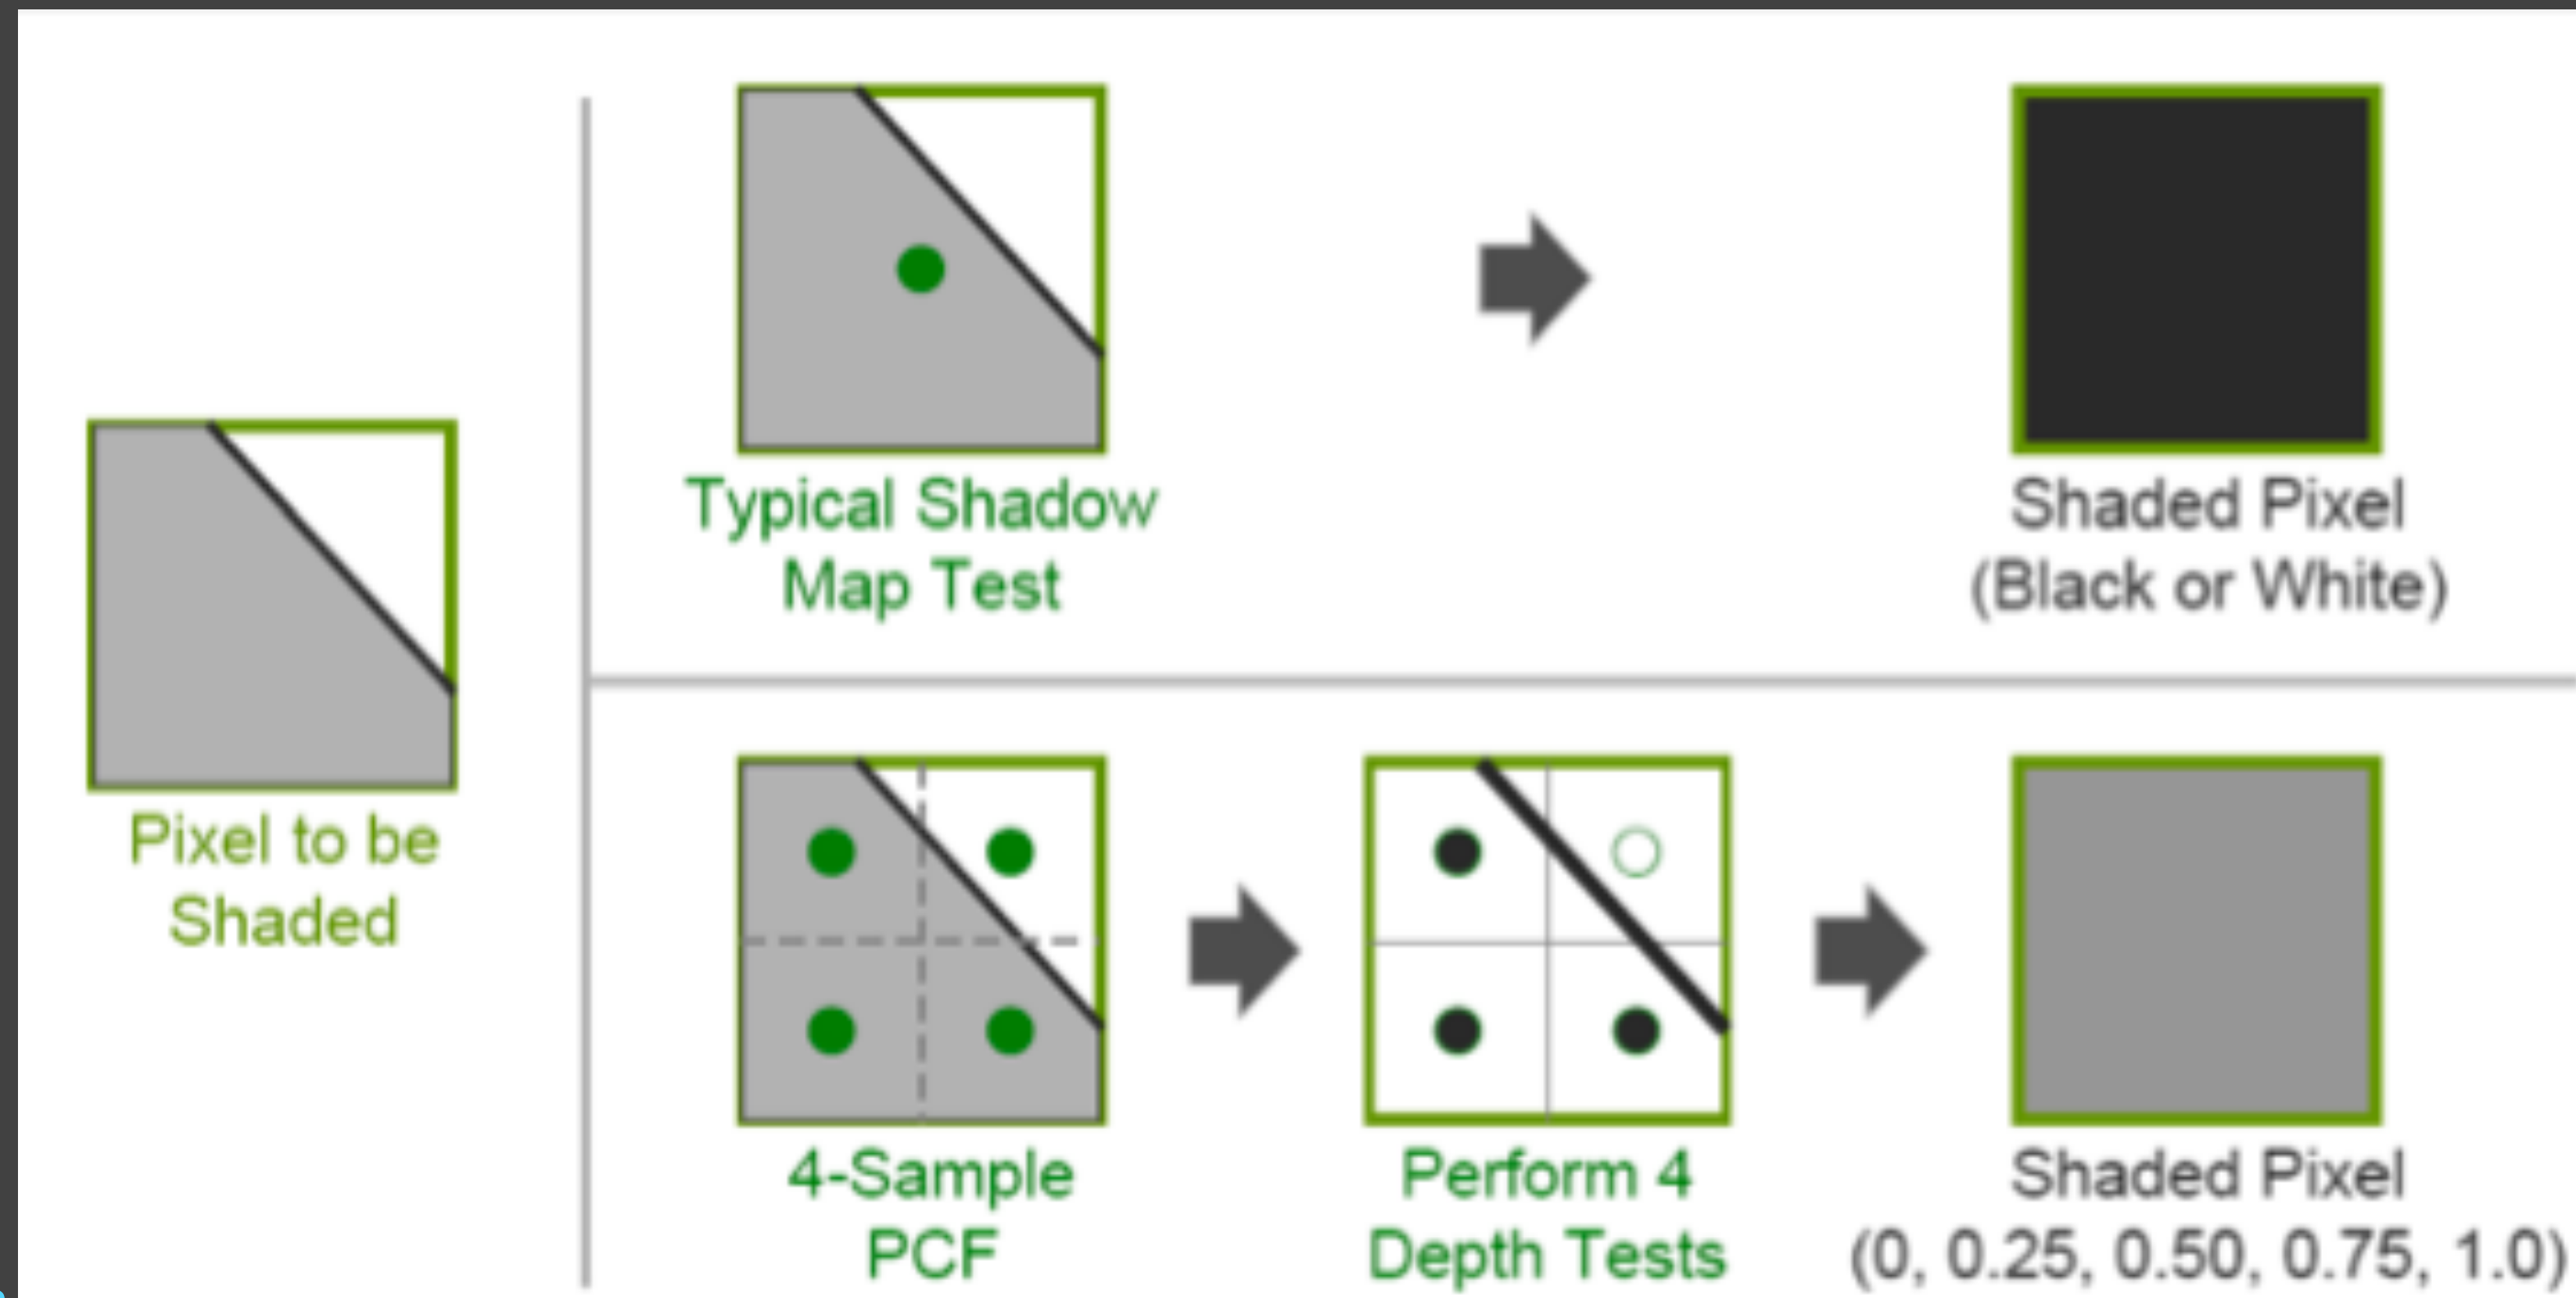 Pixel to be
Shaded
Typical Shadow
Map Test
Shaded Pixel
(Black or White)
4-Sample
PCF
Perform 4
Depth Tests
Shaded Pixel
(0, 0.25, 0.50, 0.75, 1.0)